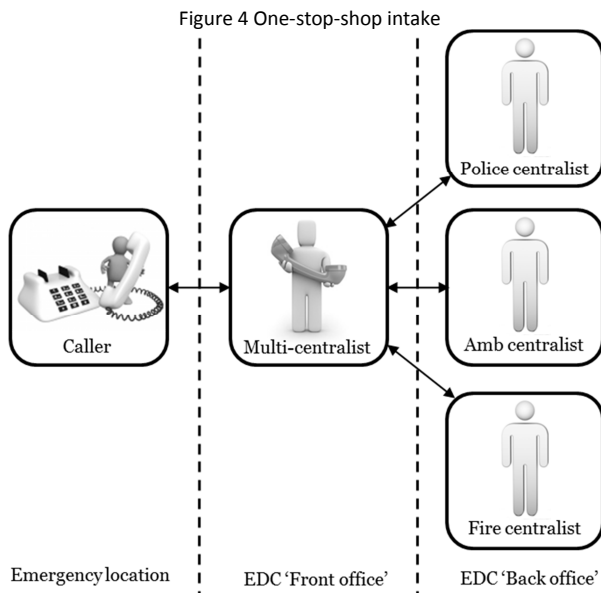 Figure 4 One-stop-shop intake
Police centralist
Caller
Multi-centralist
Amb centralist
Fire centralist
Emergency location
EDC ‘Front office’
EDC ‘Back office’